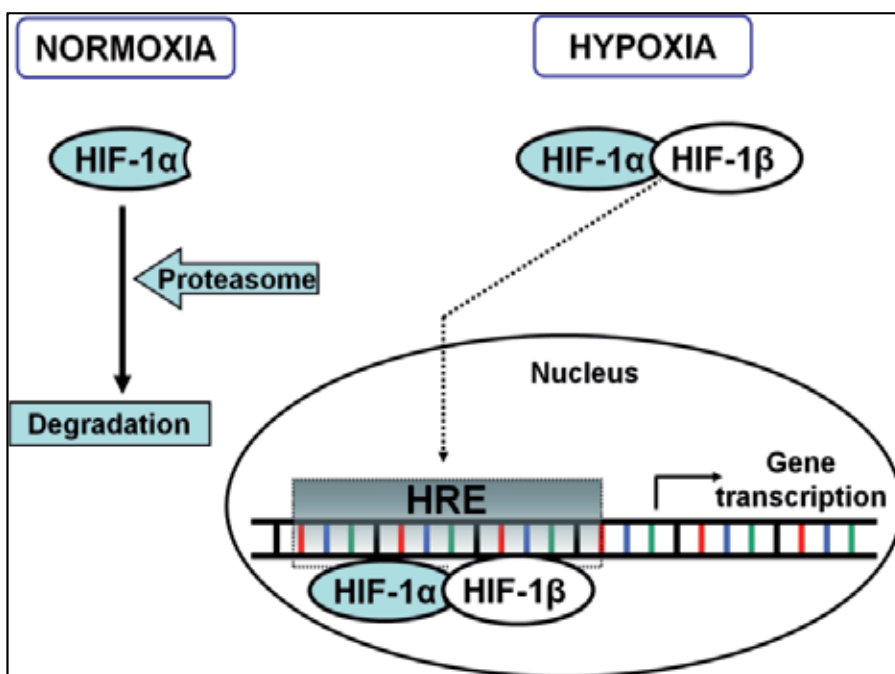 NORMOXIA
HYPOXIA
HIF-1α
HIF-1α
HIF-1β
Proteasome
Degradation
Nucleus
HRE
Gene
transcription
HIF-1α
HIF-1β